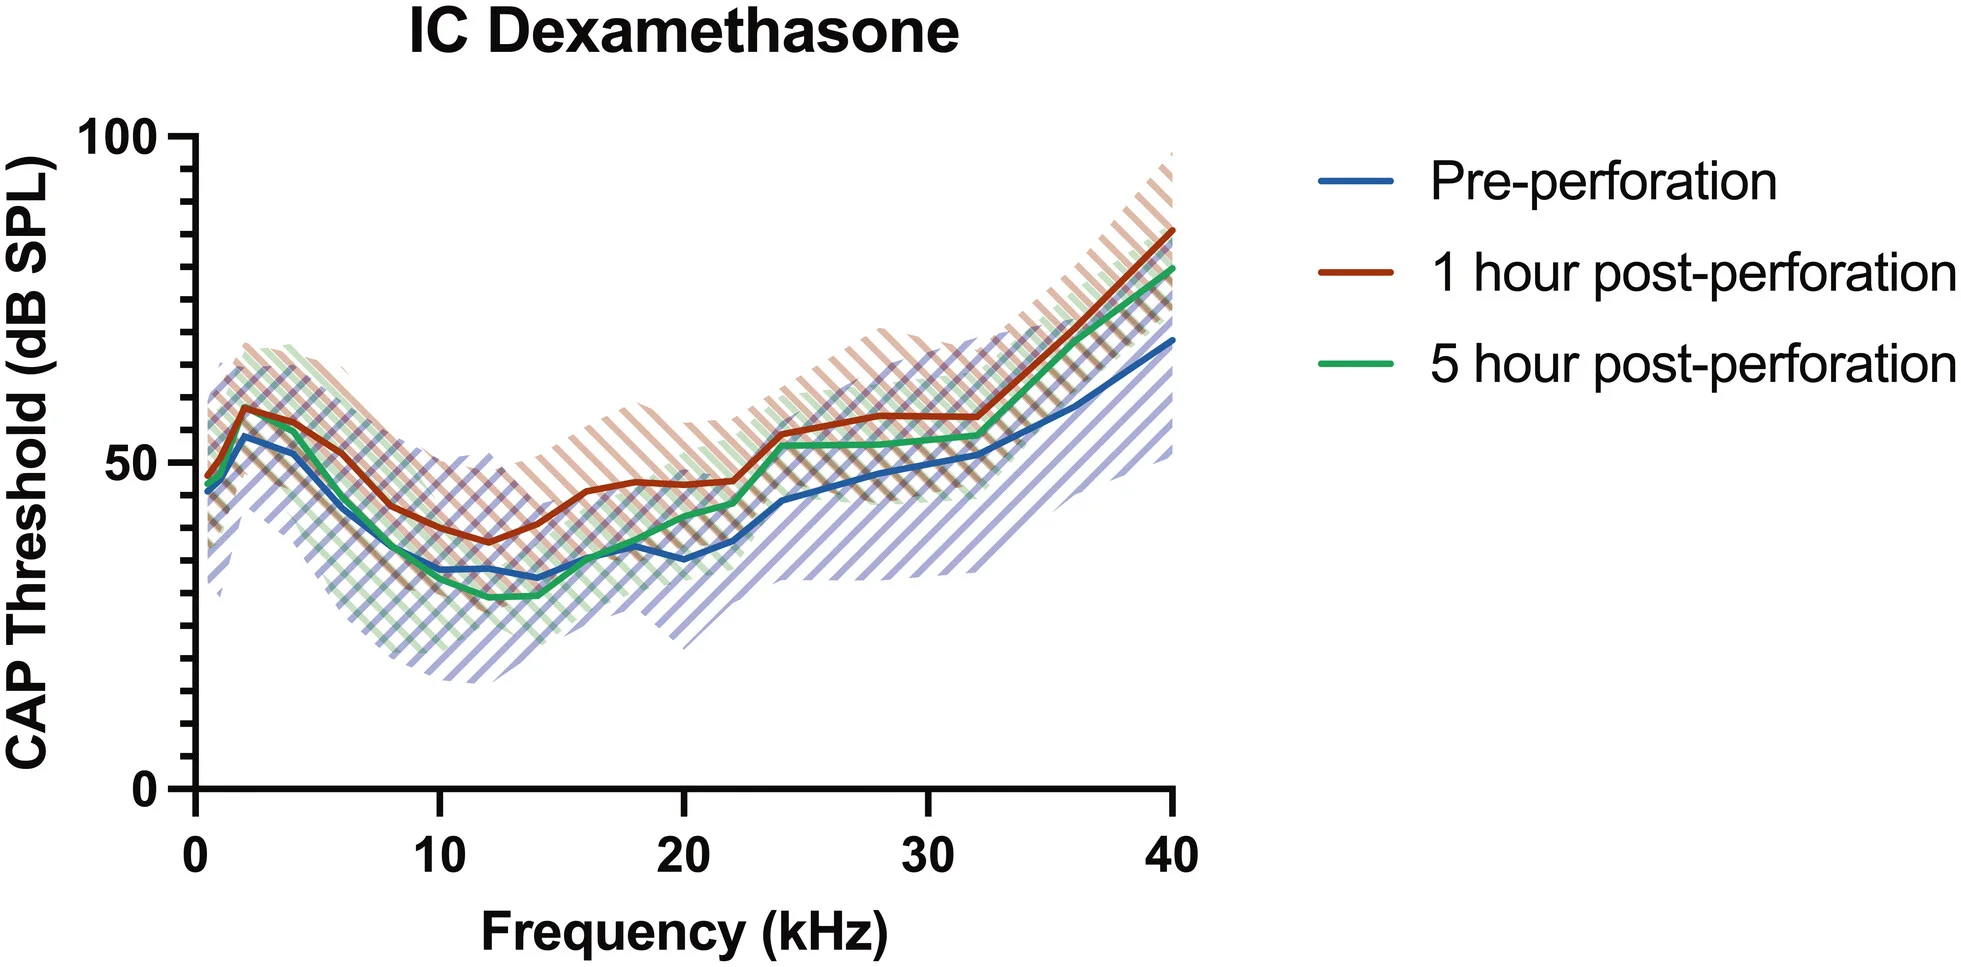 IC Dexamethasone
CAP Threshold (dB SPL)
100
50
0
0 10 20 30 40
Frequency (kHz)
Pre-perforation
1 hour post-perforation
5 hour post-perforation